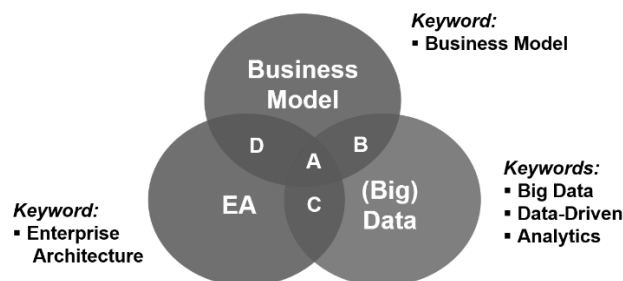 Keyword:
▪ Business Model
Business
Model
D
A
B
Keywords:
▪ Big Data
▪ Data-Driven
▪ Analytics
(Big)
Data
EA
C
Keyword:
▪ Enterprise
Architecture